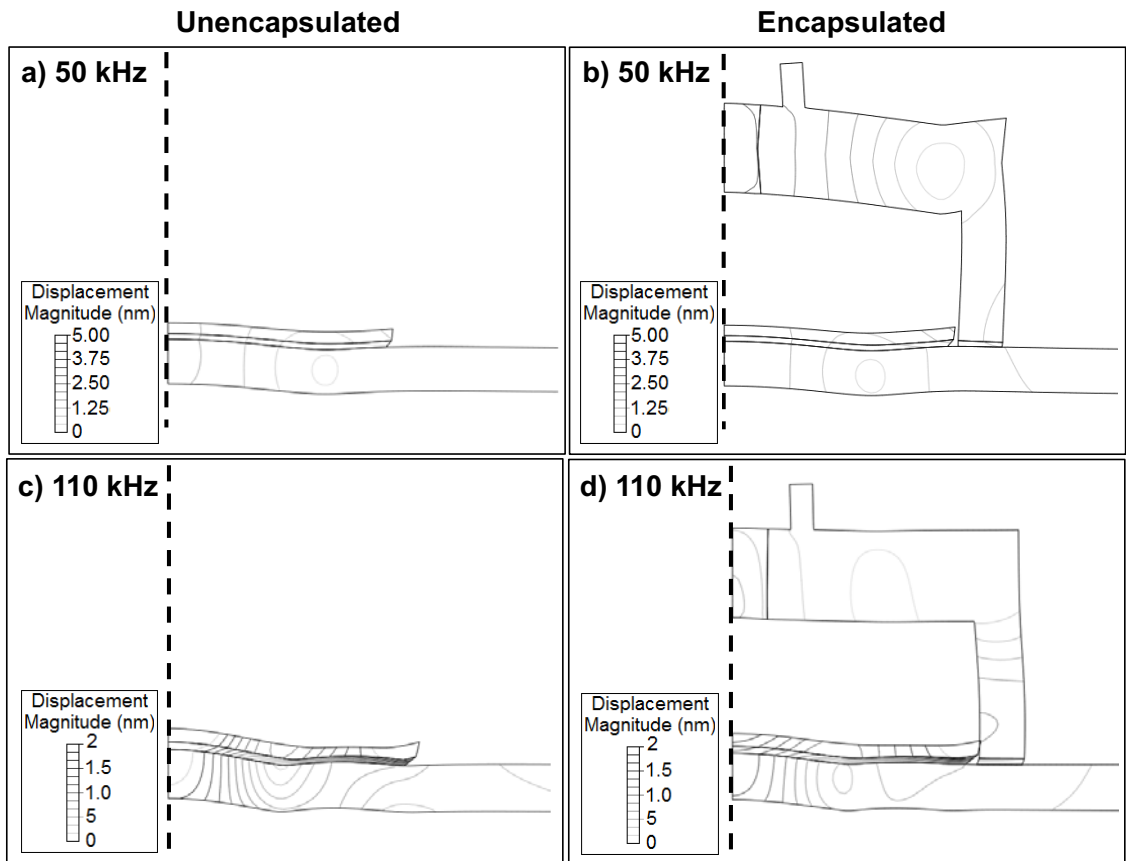 Unencapsulated
Encapsulated
a) 50 kHz
Displacement
Magnitude (nm)
5.00
3.75
2.50
1.25
0
b) 50 kHz
Displacement
Magnitude (nm)
5.00
3.75
2.50
1.25
0
c) 110 kHz
Displacement
Magnitude (nm)
2
1.5
1.0
5
0
d) 110 kHz
Displacement
Magnitude (nm)
2
1.5
1.0
5
0